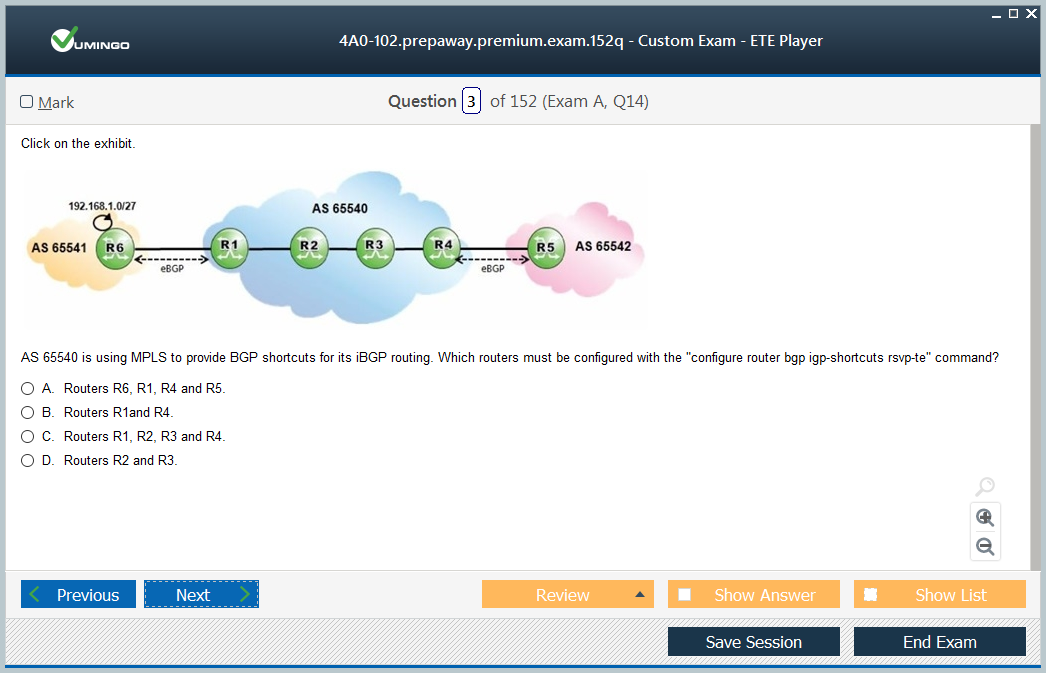 VUMINGO
4A0-102.prepaway.premium.exam.152q - Custom Exam - ETE Player
Mark
Question 3 of 152 (Exam A, Q14)
Click on the exhibit.
192.168.1.0/27
AS 65540
AS 65541
R6
R1
R2
R3
R4
R5
AS 65542
eBGP
eBGP
AS 65540 is using MPLS to provide BGP shortcuts for its iBGP routing. Which routers must be configured with the "configure router bgp igp-shortcuts rsvp-te" command?
A. Routers R6, R1, R4 and R5.
B. Routers R1and R4.
C. Routers R1, R2, R3 and R4.
D. Routers R2 and R3.
Previous
Next
Review
Show Answer
Show List
Save Session
End Exam